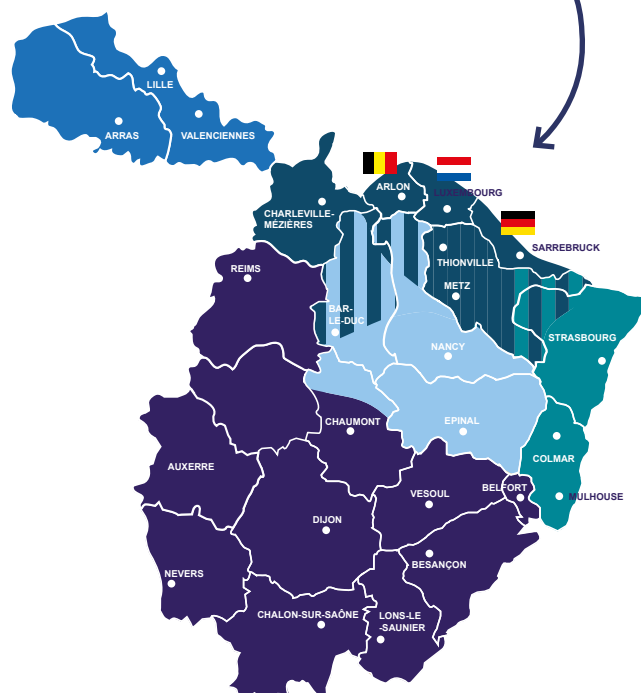 LILLE
ARRAS
VALENCIENNES
ARLON
LUXEMBOURG
CHARLEVILLE-
MÉZIÈRES
SARREBRUCK
THIONVILLE
REIMS
METZ
BAR-
LE-DUC
STRASBOURG
NANCY
CHAUMONT
EPINAL
COLMAR
AUXERRE
VESOUL
BELFORT
MULHOUSE
DIJON
BESANÇON
NEVERS
CHALON-SUR-SAÔNE
LONS-LE
-SAUNIER